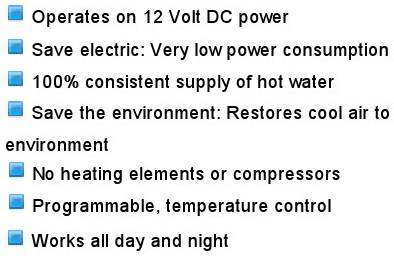 Operates on 12 Volt DC power
Save electric: Very low power consumption
100% consistent supply of hot water
Save the environment: Restores cool air to
environment
No heating elements or compressors
Programmable, temperature control
Works all day and night